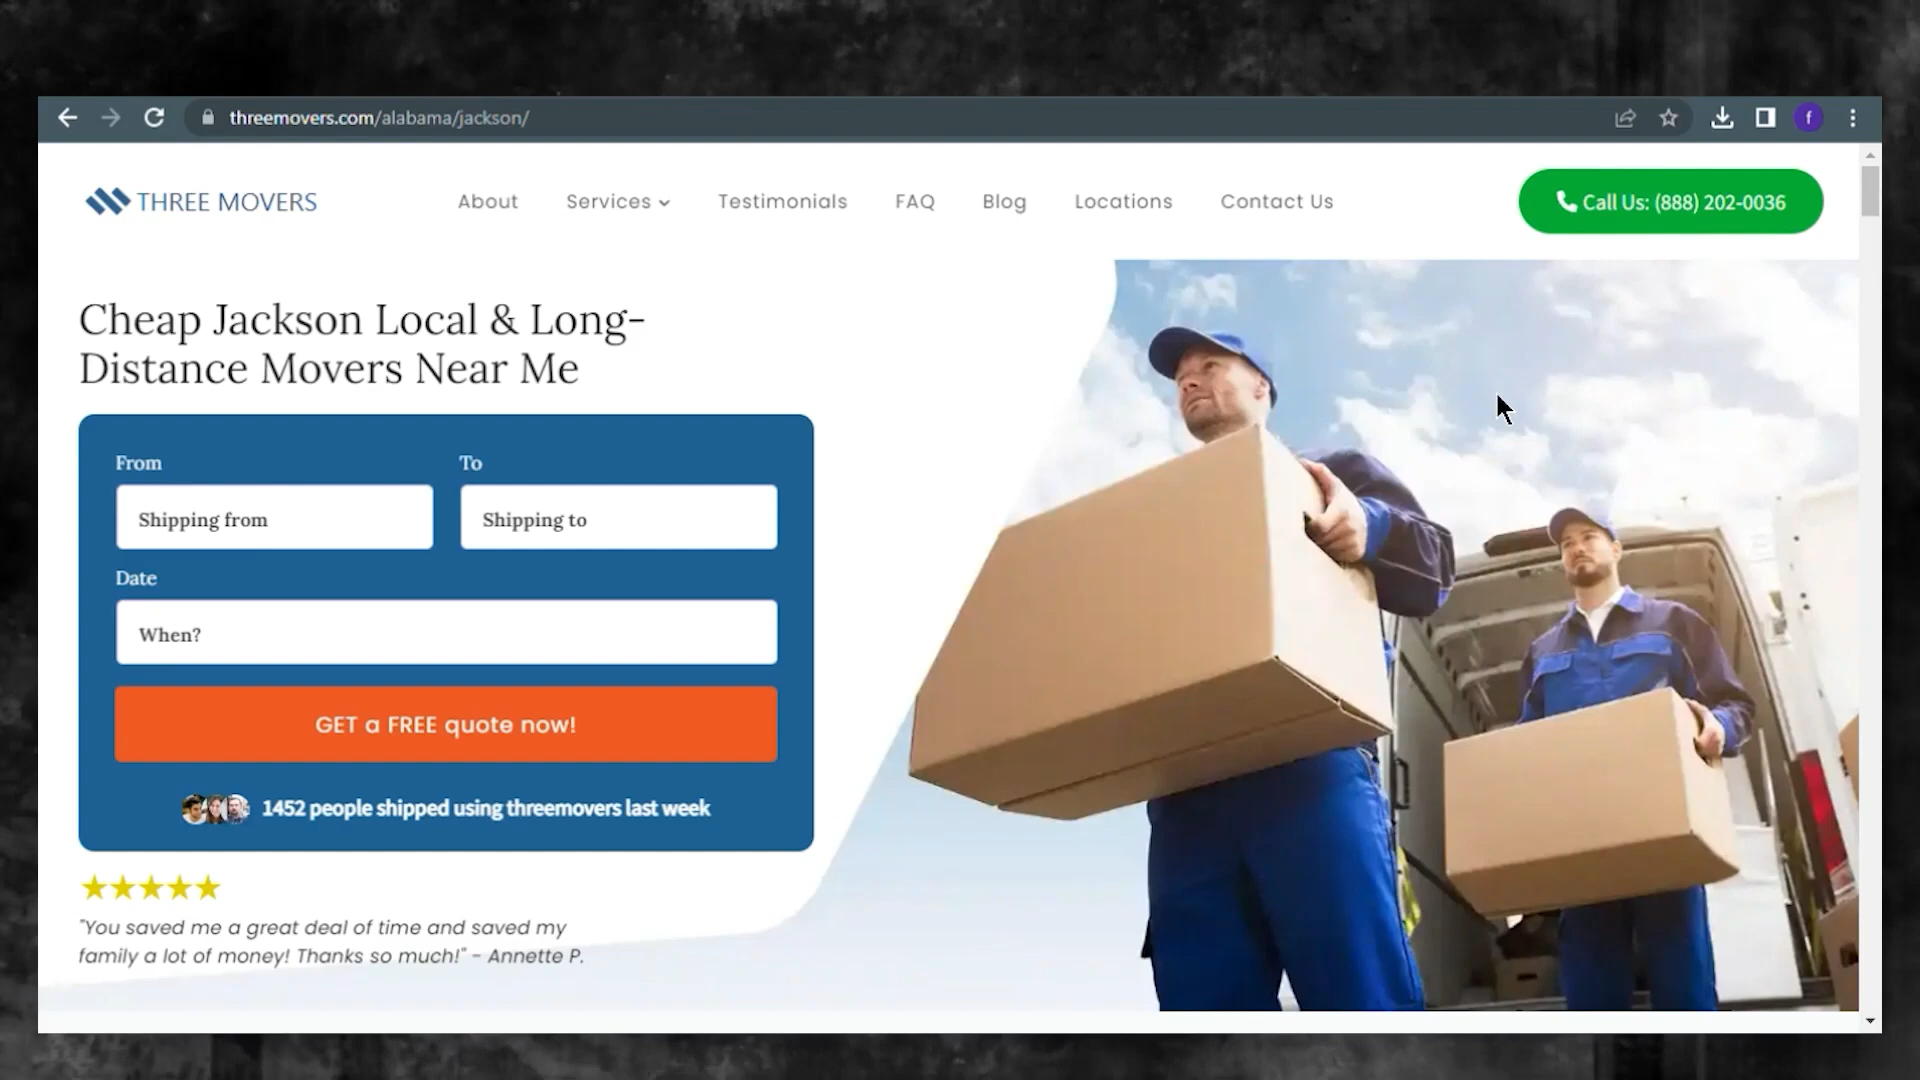 threemovers.com/alabama/jackson/
f
THREE MOVERS
About
Services
Testimonials
FAQ
Blog
Locations
Contact Us
Call Us: (888) 202-0036
Cheap Jackson Local & Long-
Distance Movers Near Me
From
To
Shipping from
Shipping to
Date
When?
GET a FREE quote now!
1452 people shipped using threemovers last week
"You saved me a great deal of time and saved my
family a lot of money! Thanks so much!" - Annette P.